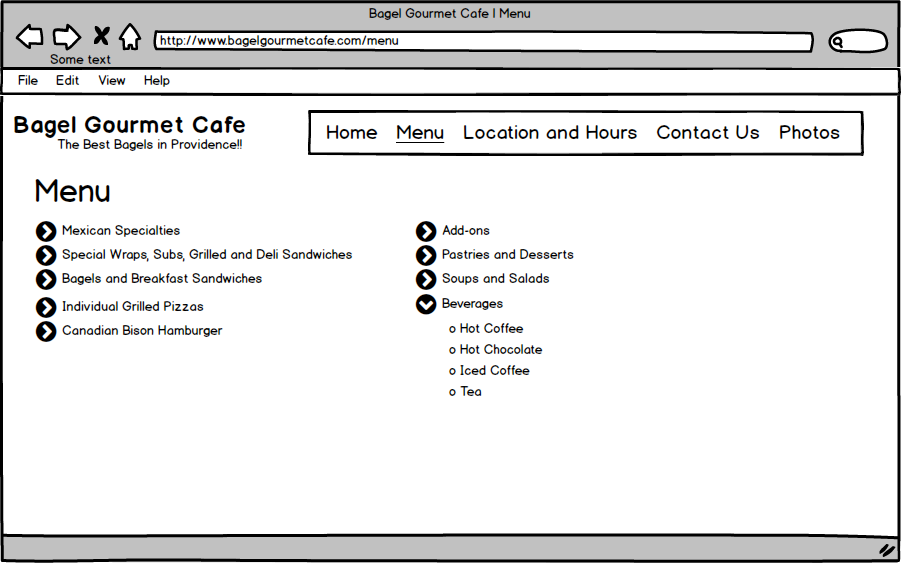 Bagel Gourmet Cafe | Menu
http://www.bagelgourmetcafe.com/menu
Some text
File Edit View Help
Bagel Gourmet Cafe
The Best Bagels in Providence!!
Home Menu Location and Hours Contact Us Photos
Menu
Mexican Specialties
Special Wraps, Subs, Grilled and Deli Sandwiches
Bagels and Breakfast Sandwiches
Individual Grilled Pizzas
Canadian Bison Hamburger
Add-ons
Pastries and Desserts
Soups and Salads
Beverages
o Hot Coffee
o Hot Chocolate
o Iced Coffee
o Tea